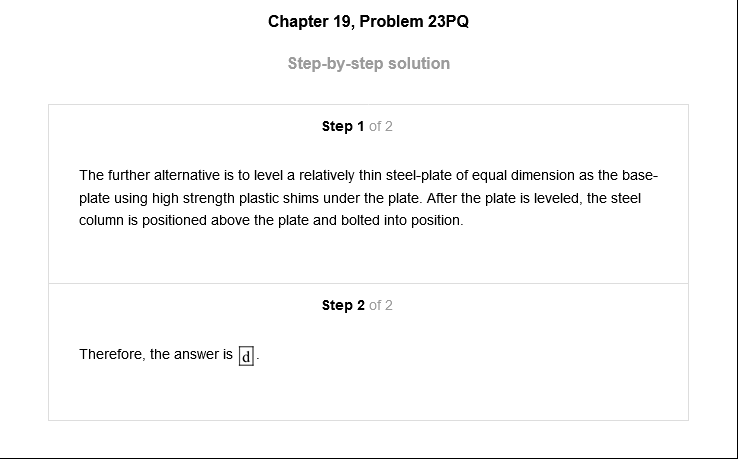 Chapter 19, Problem 23PQ
Step-by-step solution
Step 1 of 2
The further alternative is to level a relatively thin steel-plate of equal dimension as the base-
plate using high strength plastic shims under the plate. After the plate is leveled, the steel
column is positioned above the plate and bolted into position.
Step 2 of 2
Therefore, the answer is d.